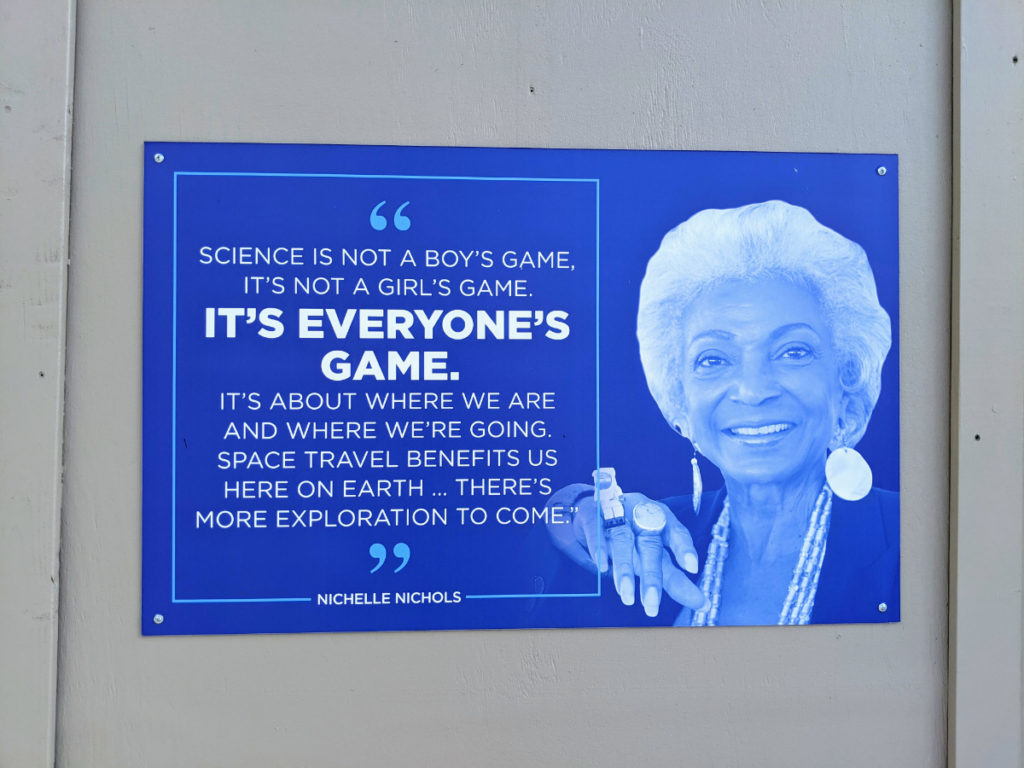 “
SCIENCE IS NOT A BOY’S GAME,
IT’S NOT A GIRL’S GAME.
IT’S EVERYONE’S
GAME.
IT’S ABOUT WHERE WE ARE
AND WHERE WE’RE GOING.
SPACE TRAVEL BENEFITS US
HERE ON EARTH ... THERE’S
MORE EXPLORATION TO COME.”
”
NICHELLE NICHOLS